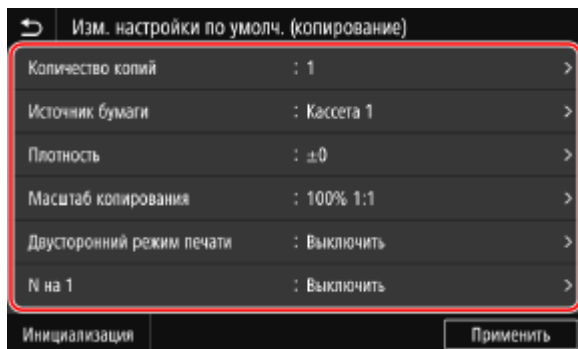 Изм. настройки по умолч. (копирование)
Количество копий : 1
Источник бумаги : Кассета 1
Плотность : ±0
Масштаб копирования : 100% 1:1
Двусторонний режим печати : Выключить
N на 1 : Выключить
Инициализация Применить